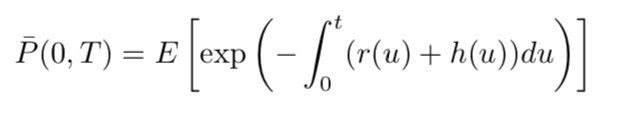 P̄(0, T) = E [exp (− ∫₀ᵗ (r(u) + h(u))du)]